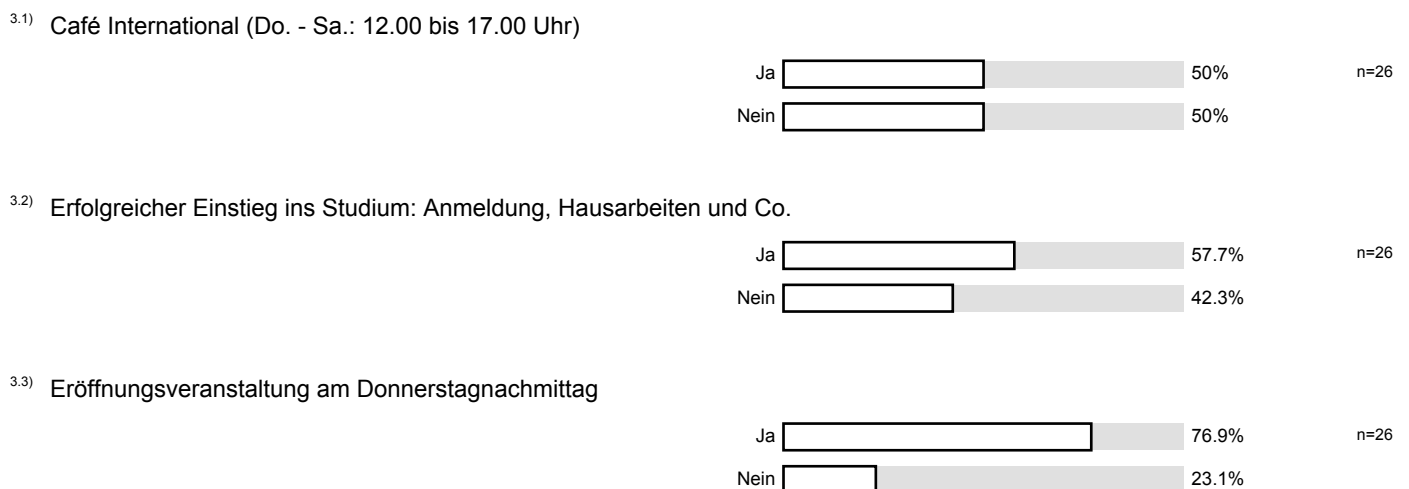 3.1) Café International (Do. - Sa.: 12.00 bis 17.00 Uhr)
Ja 50% n=26
Nein 50%
3.2) Erfolgreicher Einstieg ins Studium: Anmeldung, Hausarbeiten und Co.
Ja 57.7% n=26
Nein 42.3%
3.3) Eröffnungsveranstaltung am Donnerstagnachmittag
Ja 76.9% n=26
Nein 23.1%